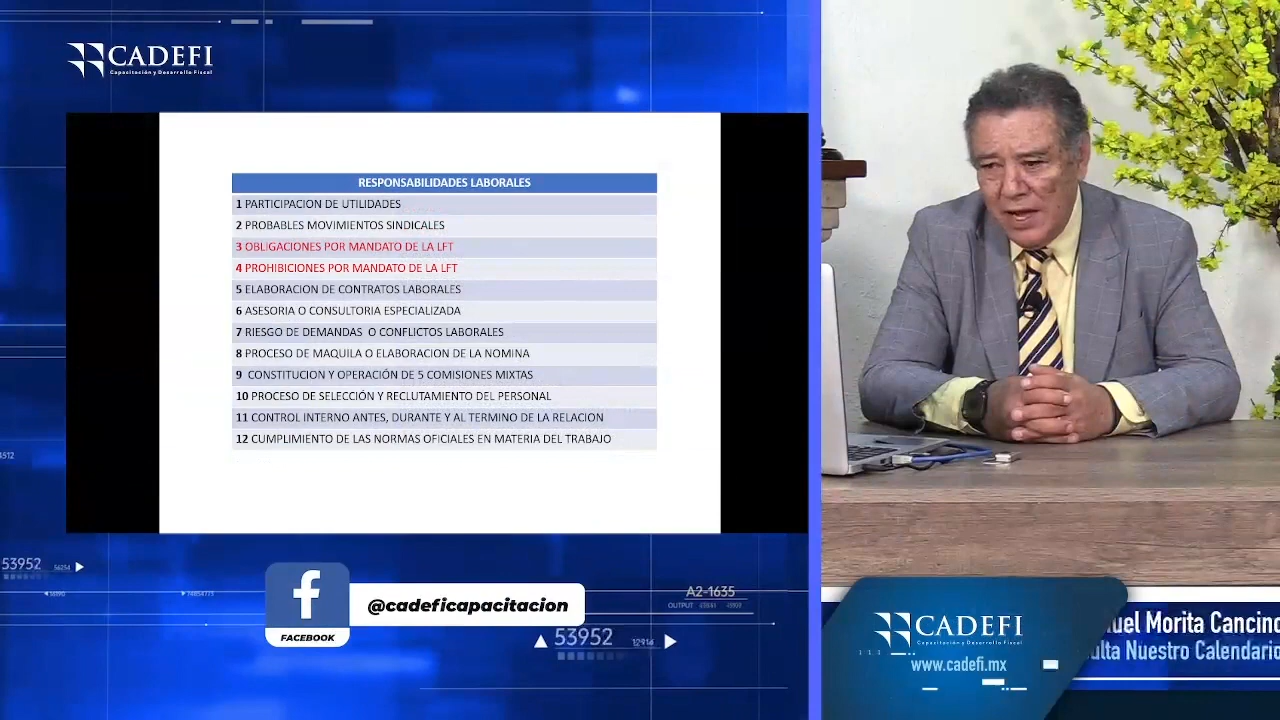 CADEFI
Capacitación y Desarrollo Fiscal
RESPONSABILIDADES LABORALES
1 PARTICIPACION DE UTILIDADES
2 PROBABLES MOVIMIENTOS SINDICALES
3 OBLIGACIONES POR MANDATO DE LA LFT
4 PROHIBICIONES POR MANDATO DE LA LFT
5 ELABORACION DE CONTRATOS LABORALES
6 ASESORIA O CONSULTORIA ESPECIALIZADA
7 RIESGO DE DEMANDAS O CONFLICTOS LABORALES
8 PROCESO DE MAQUILA O ELABORACION DE LA NOMINA
9 CONSTITUCION Y OPERACIÓN DE 5 COMISIONES MIXTAS
10 PROCESO DE SELECCIÓN Y RECLUTAMIENTO DEL PERSONAL
11 CONTROL INTERNO ANTES, DURANTE Y AL TERMINO DE LA RELACION
12 CUMPLIMIENTO DE LAS NORMAS OFICIALES EN MATERIA DEL TRABAJO
53952
A2-1635
OUTPUT
@cadeficapacitacion
FACEBOOK
53952
12916
CADEFI
Capacitación y Desarrollo Fiscal
www.cadefi.mx
uel Morita Cancino
ulta Nuestro Calendario